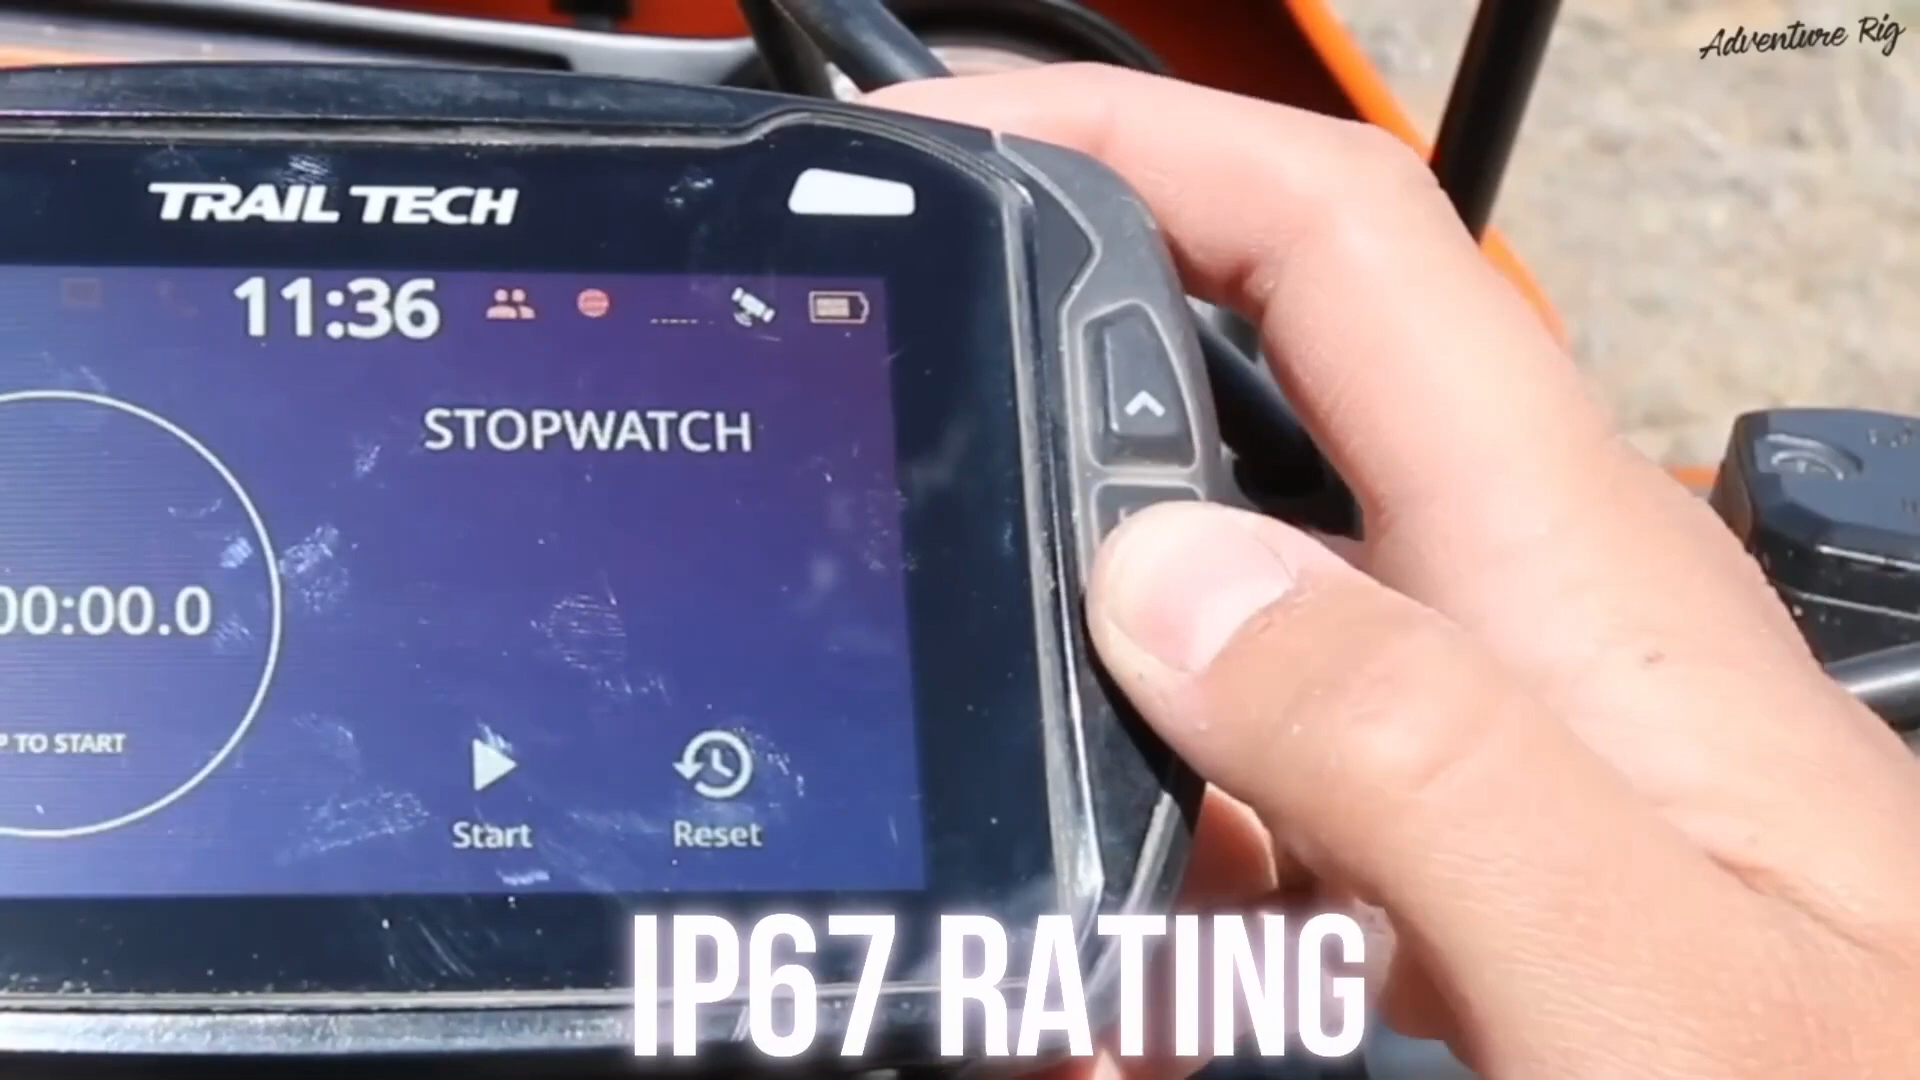 Adventure Rig
TRAIL TECH
11:36
STOPWATCH
00:00.0
P TO START
Start
Reset
IP67 RATING